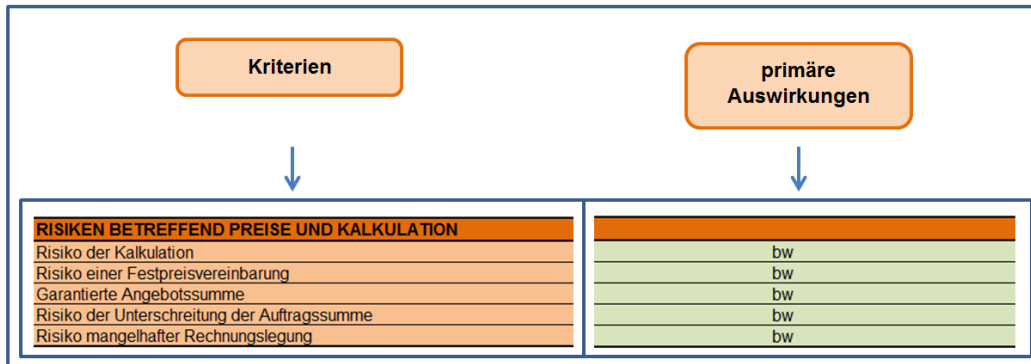 Kriterien
primäre
Auswirkungen
RISIKEN BETREFFEND PREISE UND KALKULATION
Risiko der Kalkulation bw
Risiko einer Festpreisvereinbarung bw
Garantierte Angebotssumme bw
Risiko der Unterschreitung der Auftragssumme bw
Risiko mangelhafter Rechnungslegung bw